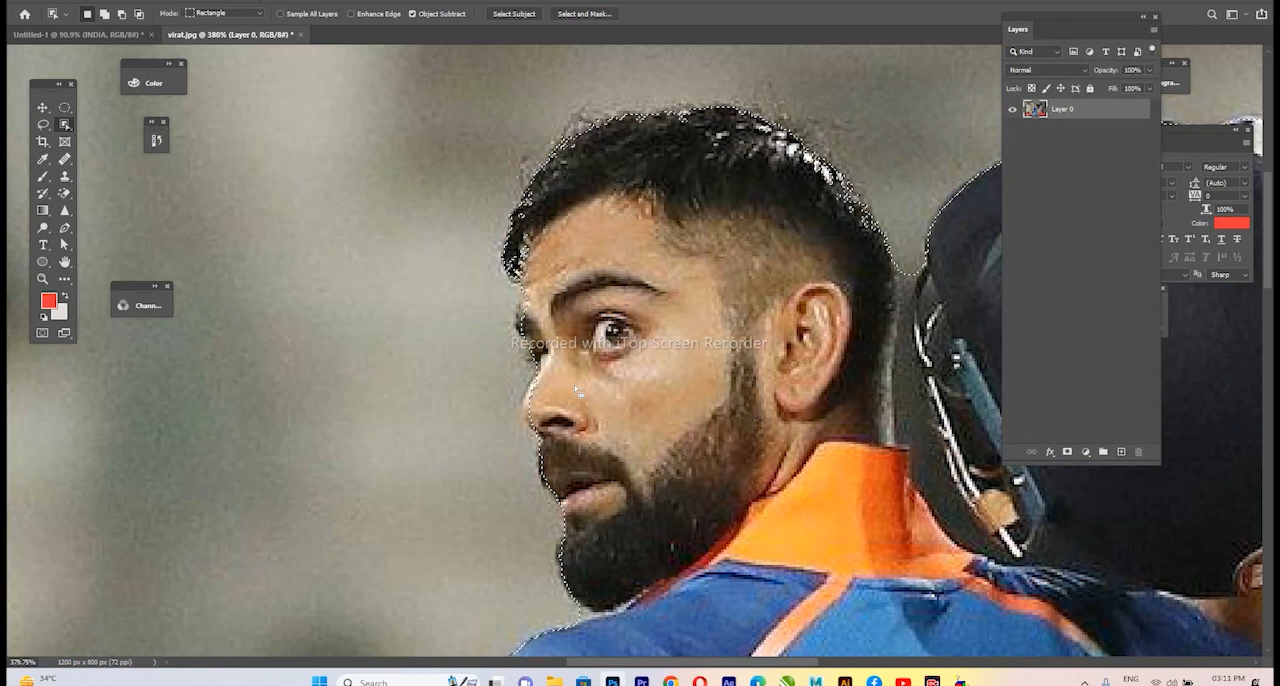 Mode: Rectangle Sample All Layers Enhance Edge Object Subtract Select Subject Select and Mask...
Untitled-1 @ 90.9% (INDIA, RGB/8#) * × virat.jpg @ 380% (Layer 0, RGB/8#) * ×
Color
Chann...
Layers
Kind
Normal Opacity: 100%
Lock: Fill: 100%
Layer 0
Regular
(Auto)
0
100%
Color:
Sharp
Recorded with iTop Screen Recorder
379.75% 1200 px x 800 px (72 ppi)
34°C
Search
ENG
03:11 PM